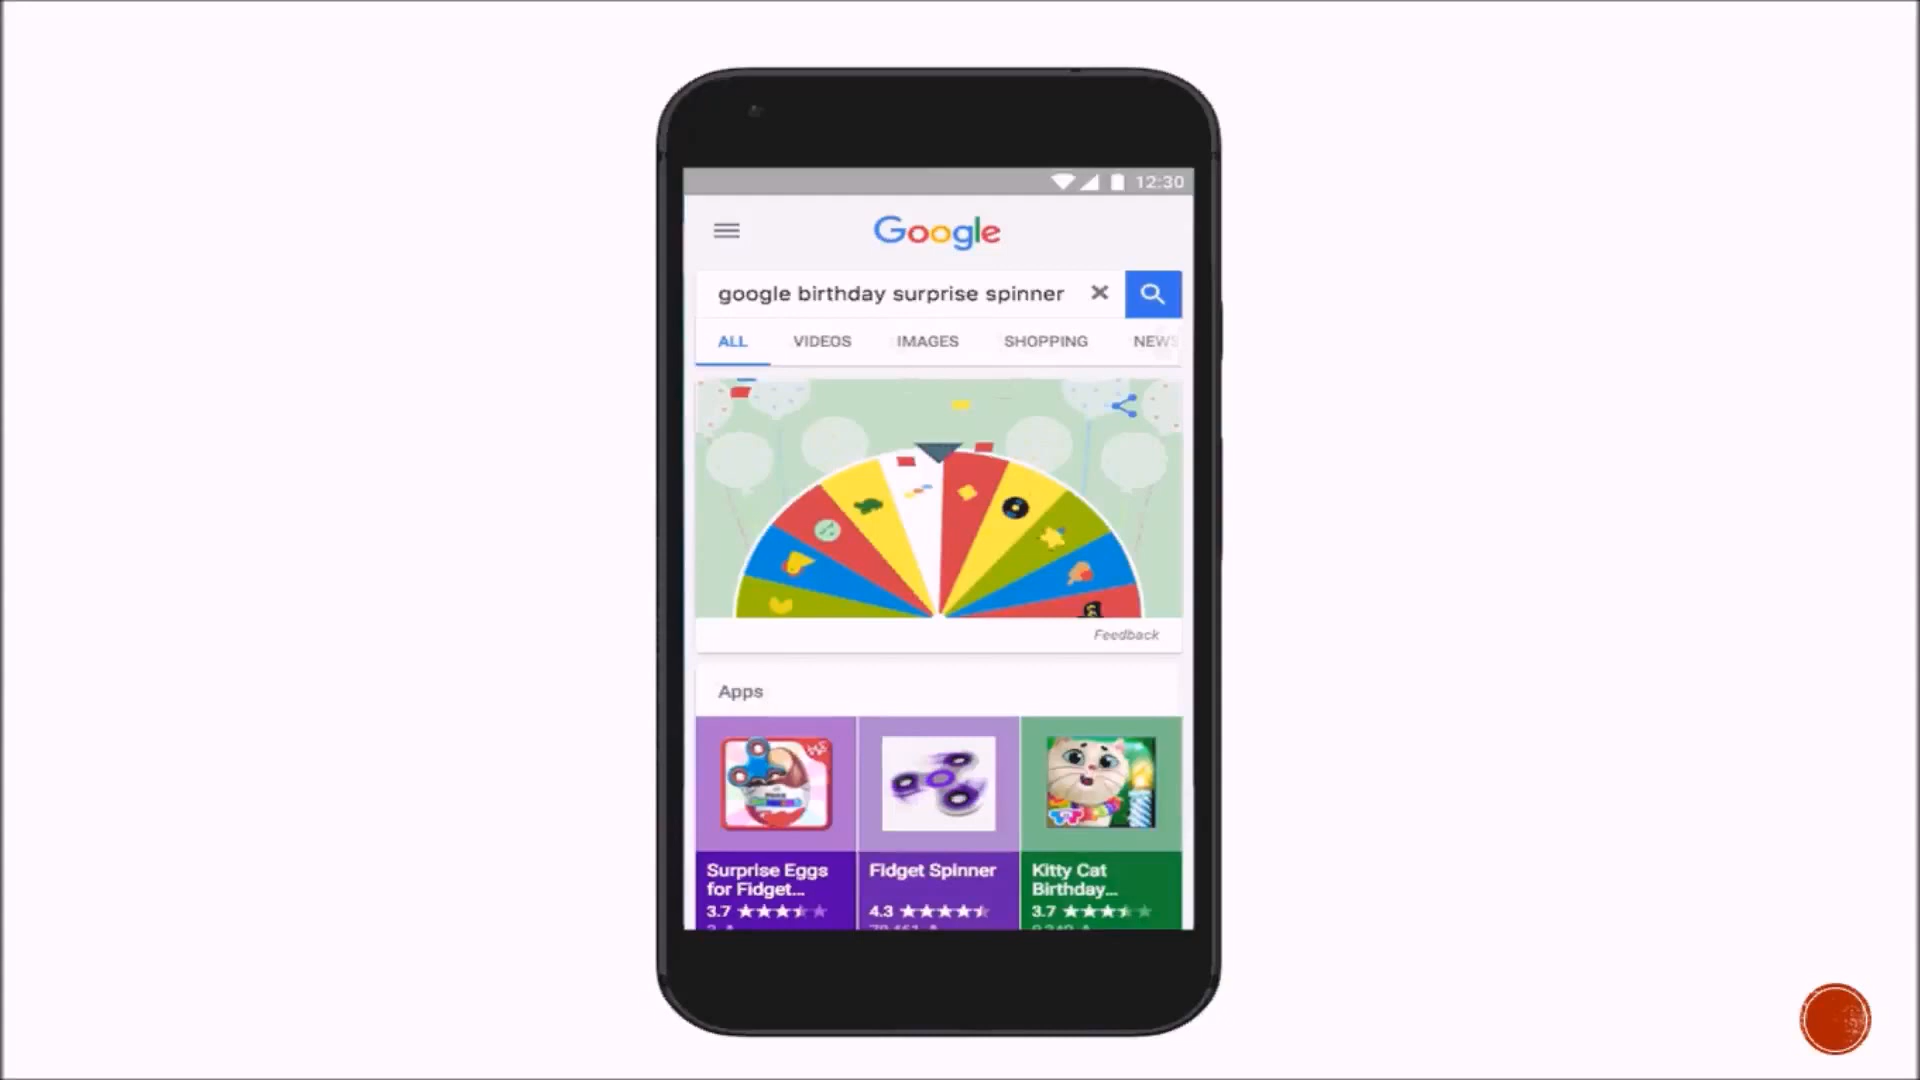 12:30
Google
google birthday surprise spinner
ALL VIDEOS IMAGES SHOPPING NEWS
Feedback
Apps
Surprise Eggs
for Fidget...
3.7
Fidget Spinner
4.3
Kitty Cat
Birthday...
3.7